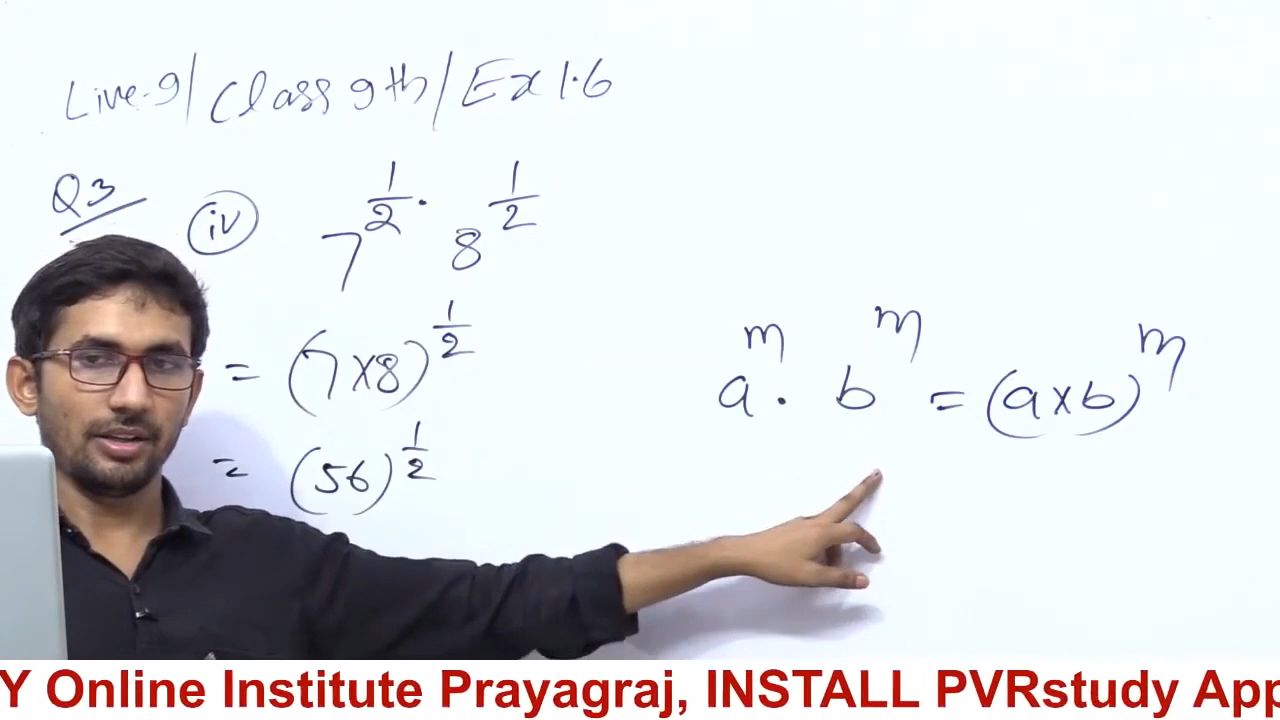 Live-9/ Class 9th/ Ex 1.6
Q3
(iv) 7^{1/2} · 8^{1/2}
= (7×8)^{1/2}
= (56)^{1/2}
a^m · b^m = (a×b)^m
Y Online Institute Prayagraj, INSTALL PVRstudy App